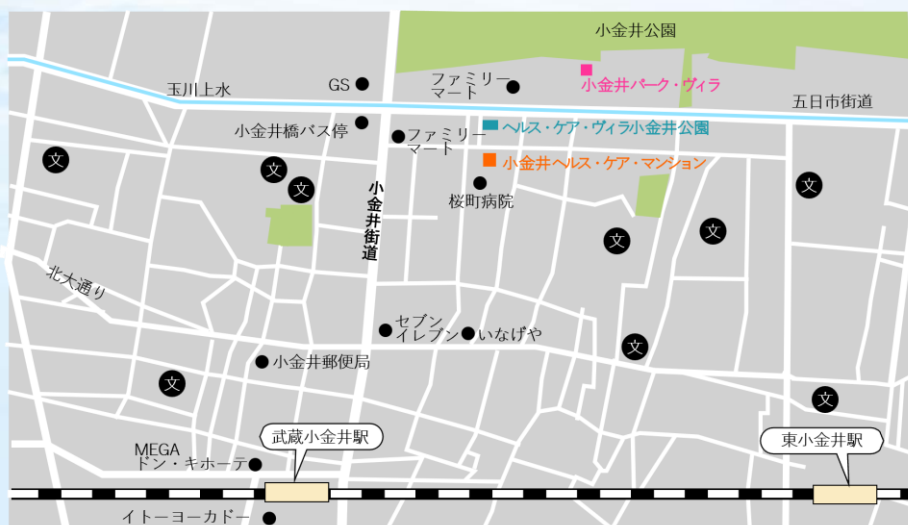 小金井公園
玉川上水
GS
ファミリー
マート
小金井パーク・ヴィラ
五日市街道
小金井橋バス停
ファミリー
マート
ヘルス・ケア・ヴィラ小金井公園
小金井ヘルス・ケア・マンション
桜町病院
文
文
文
文
文
文
小金井街道
北大通り
セブン
イレブン
いなげや
小金井郵便局
文
文
文
武蔵小金井駅
東小金井駅
MEGA
ドン・キホーテ
イトーヨーカドー